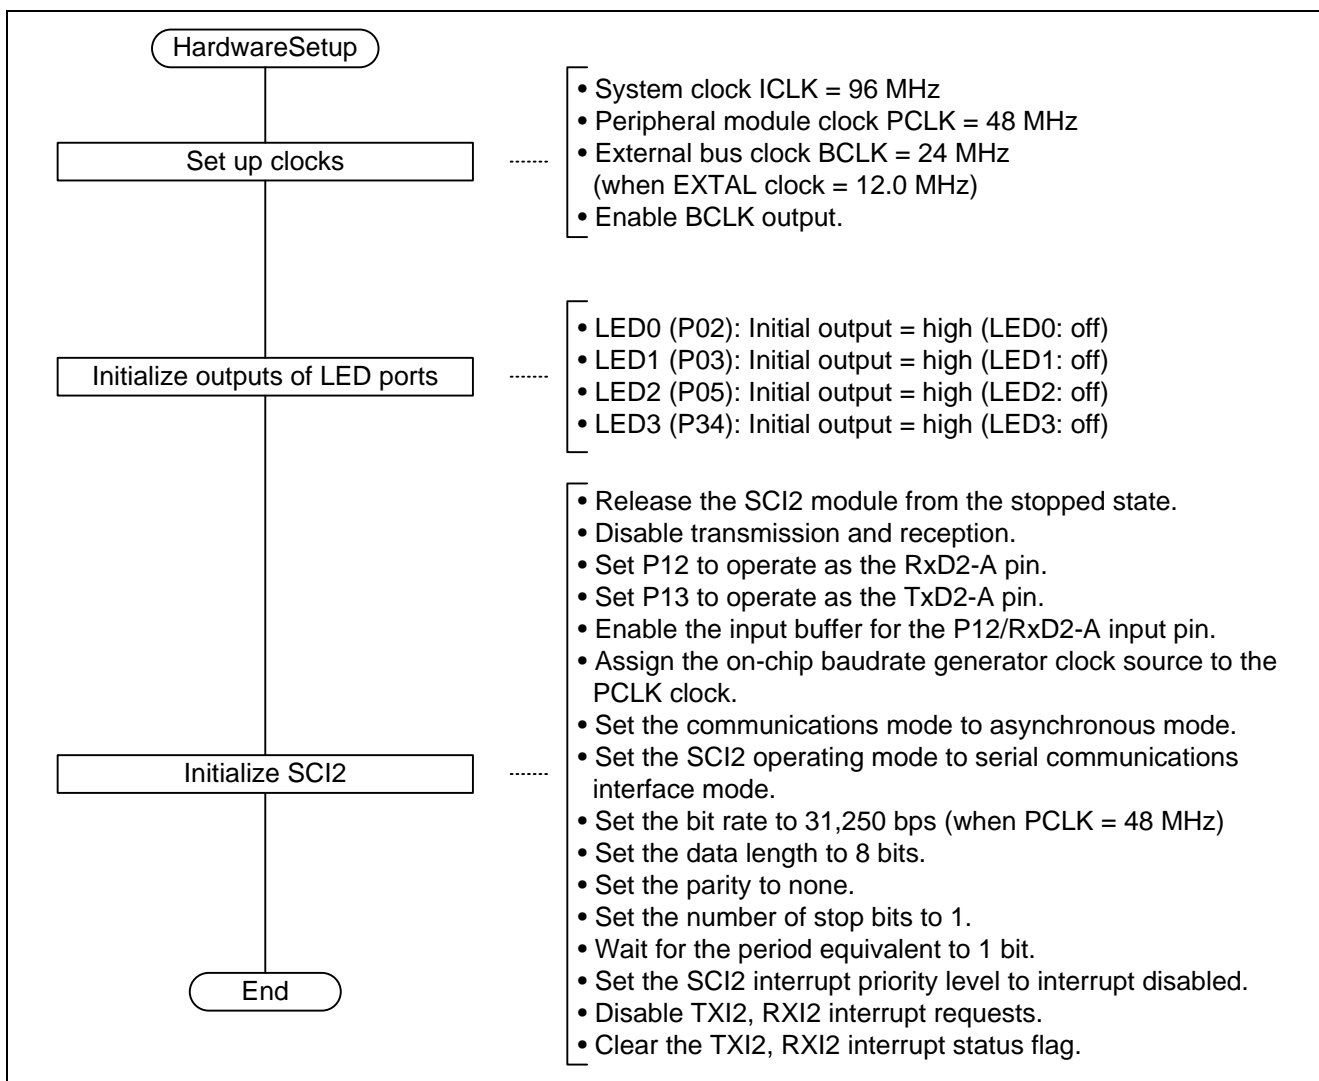 HardwareSetup
• System clock ICLK = 96 MHz
• Peripheral module clock PCLK = 48 MHz
• External bus clock BCLK = 24 MHz
(when EXTAL clock = 12.0 MHz)
• Enable BCLK output.
Set up clocks
• LED0 (P02): Initial output = high (LED0: off)
• LED1 (P03): Initial output = high (LED1: off)
• LED2 (P05): Initial output = high (LED2: off)
• LED3 (P34): Initial output = high (LED3: off)
Initialize outputs of LED ports
• Release the SCI2 module from the stopped state.
• Disable transmission and reception.
• Set P12 to operate as the RxD2-A pin.
• Set P13 to operate as the TxD2-A pin.
• Enable the input buffer for the P12/RxD2-A input pin.
• Assign the on-chip baudrate generator clock source to the
PCLK clock.
• Set the communications mode to asynchronous mode.
• Set the SCI2 operating mode to serial communications
interface mode.
• Set the bit rate to 31,250 bps (when PCLK = 48 MHz)
• Set the data length to 8 bits.
• Set the parity to none.
• Set the number of stop bits to 1.
• Wait for the period equivalent to 1 bit.
• Set the SCI2 interrupt priority level to interrupt disabled.
• Disable TXI2, RXI2 interrupt requests.
• Clear the TXI2, RXI2 interrupt status flag.
Initialize SCI2
End